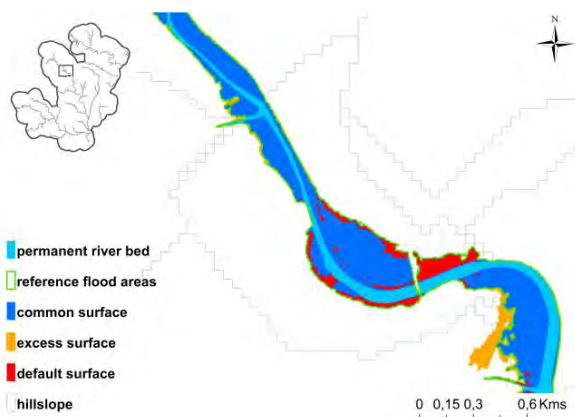 N
permanent river bed
reference flood areas
common surface
excess surface
default surface
hillslope
0 0,15 0,3 0,6 Kms